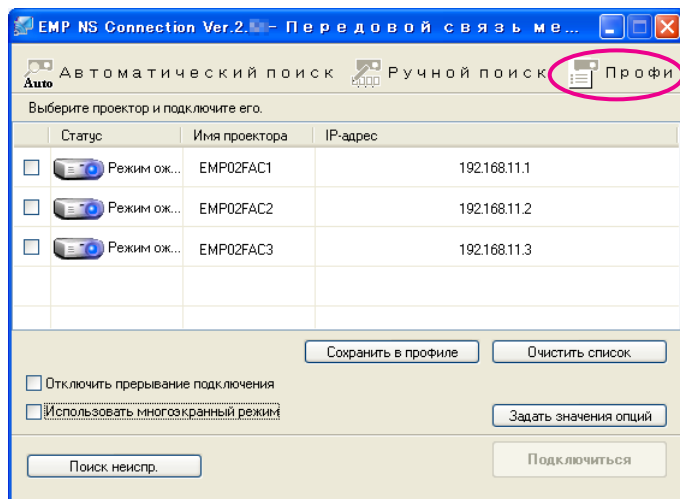 EMP NS Connection Ver.2. - Передовой связь ме...
Auto Автоматический поиск Ручной поиск Профи
Выберите проектор и подключите его.
Статус Имя проектора IP-адрес
Режим ож... EMP02FAC1 192.168.11.1
Режим ож... EMP02FAC2 192.168.11.2
Режим ож... EMP02FAC3 192.168.11.3
Сохранить в профиле Очистить список
Отключить прерывание подключения
Использовать многоэкранный режим Задать значения опций
Поиск неиспр. Подключиться